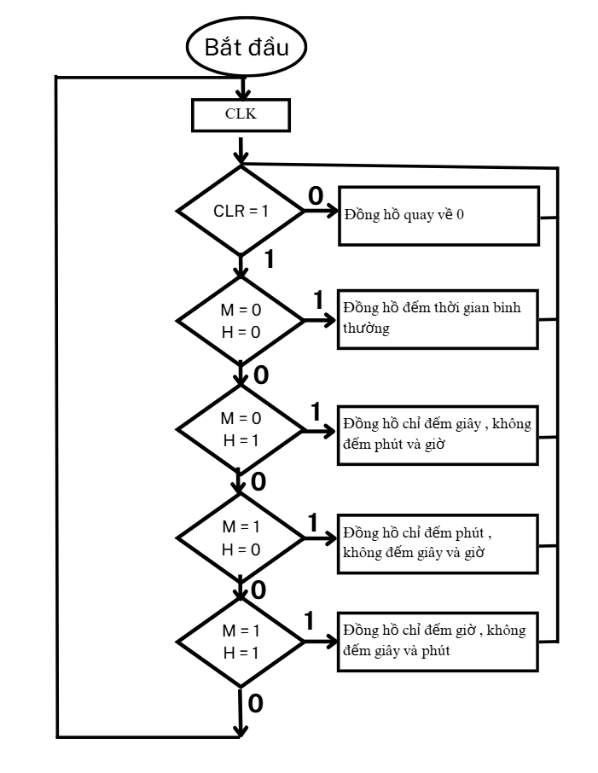 Bắt đầu
CLK
CLR = 1
0
Đồng hồ quay về 0
1
M = 0
H = 0
1
Đồng hồ đếm thời gian bình
thường
0
M = 0
H = 1
1
Đồng hồ chỉ đếm giây , không
đếm phút và giờ
0
M = 1
H = 0
1
Đồng hồ chỉ đếm phút ,
không đếm giây và giờ
0
M = 1
H = 1
1
Đồng hồ chỉ đếm giờ , không
đếm giây và phút
0